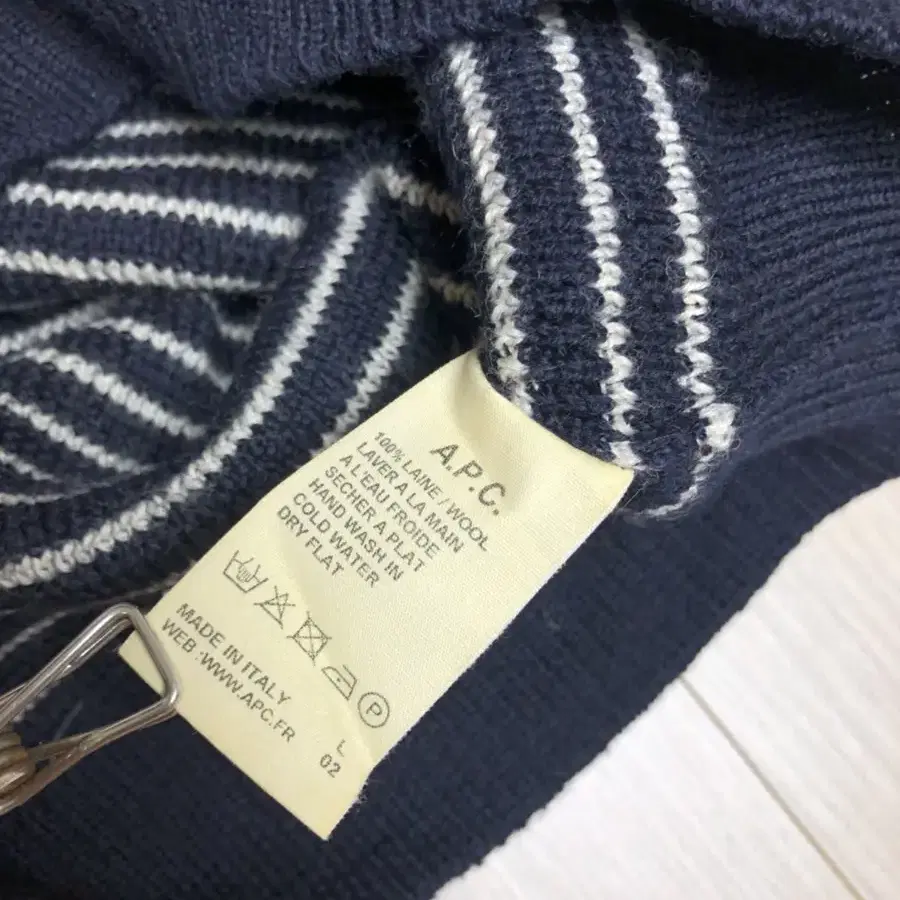 A.P.C.
100% LAINE / WOOL
LAVER A LA MAIN
A L'EAU FROIDE
SECHER A PLAT
HAND WASH IN
COLD WATER
DRY FLAT
P
MADE IN ITALY
WEB :WWW.APC.FR
L
02